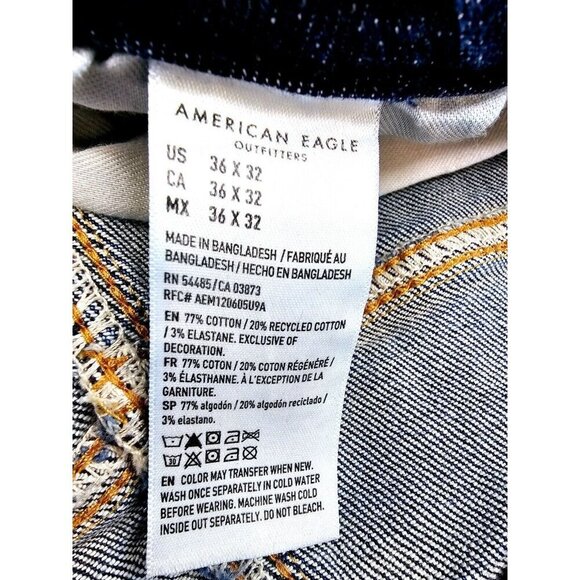 AMERICAN EAGLE
OUTFITTERS
US 36 X 32
CA 36 X 32
MX 36 X 32
MADE IN BANGLADESH / FABRIQUÉ AU
BANGLADESH / HECHO EN BANGLADESH
RN 54485/CA 03873
RFC# AEM120605U9A
EN 77% COTTON / 20% RECYCLED COTTON
/ 3% ELASTANE. EXCLUSIVE OF
DECORATION.
FR 77% COTON / 20% COTON RÉGÉNÉRÉ /
3% ÉLASTHANNE. À L'EXCEPTION DE LA
GARNITURE.
SP 77% algodón / 20% algodón reciclado /
3% elastano.
30
EN COLOR MAY TRANSFER WHEN NEW.
WASH ONCE SEPARATELY IN COLD WATER
BEFORE WEARING. MACHINE WASH COLD
INSIDE OUT SEPARATELY. DO NOT BLEACH.